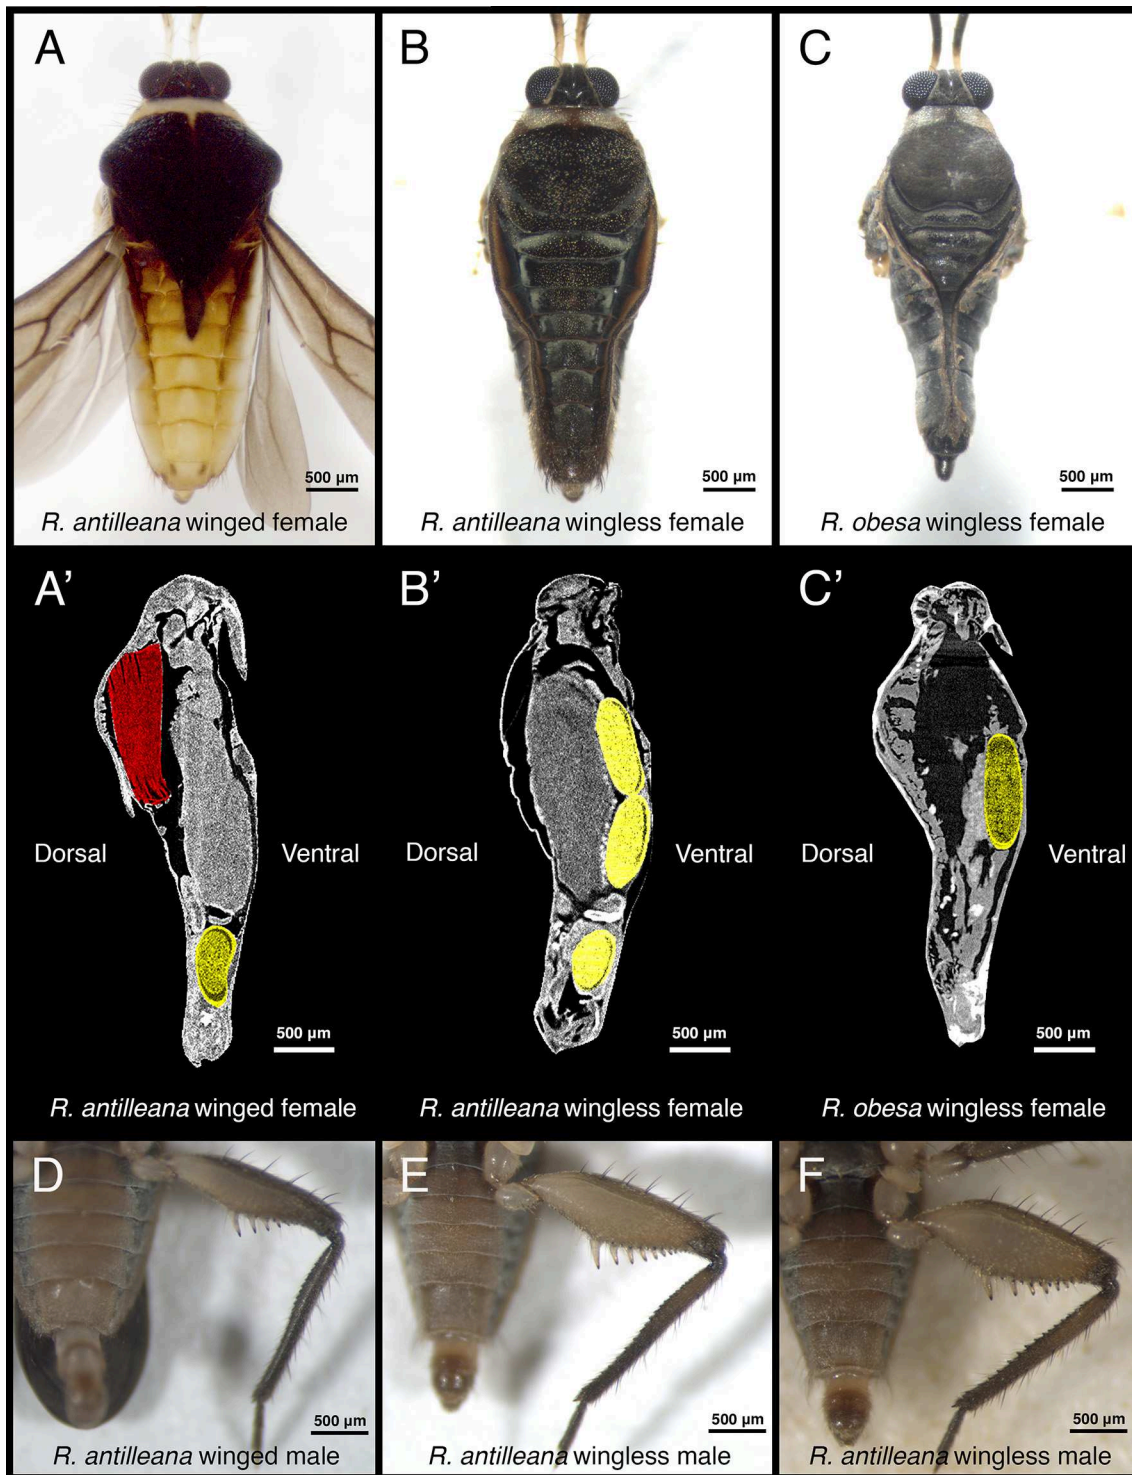 A
B
C
500 µm
500 µm
500 µm
R. antilleana winged female
R. antilleana wingless female
R. obesa wingless female
A’
B’
C’
Dorsal
Ventral
Dorsal
Ventral
Dorsal
Ventral
500 µm
500 µm
500 µm
R. antilleana winged female
R. antilleana wingless female
R. obesa wingless female
D
E
F
500 µm
500 µm
500 µm
R. antilleana winged male
R. antilleana wingless male
R. antilleana wingless male